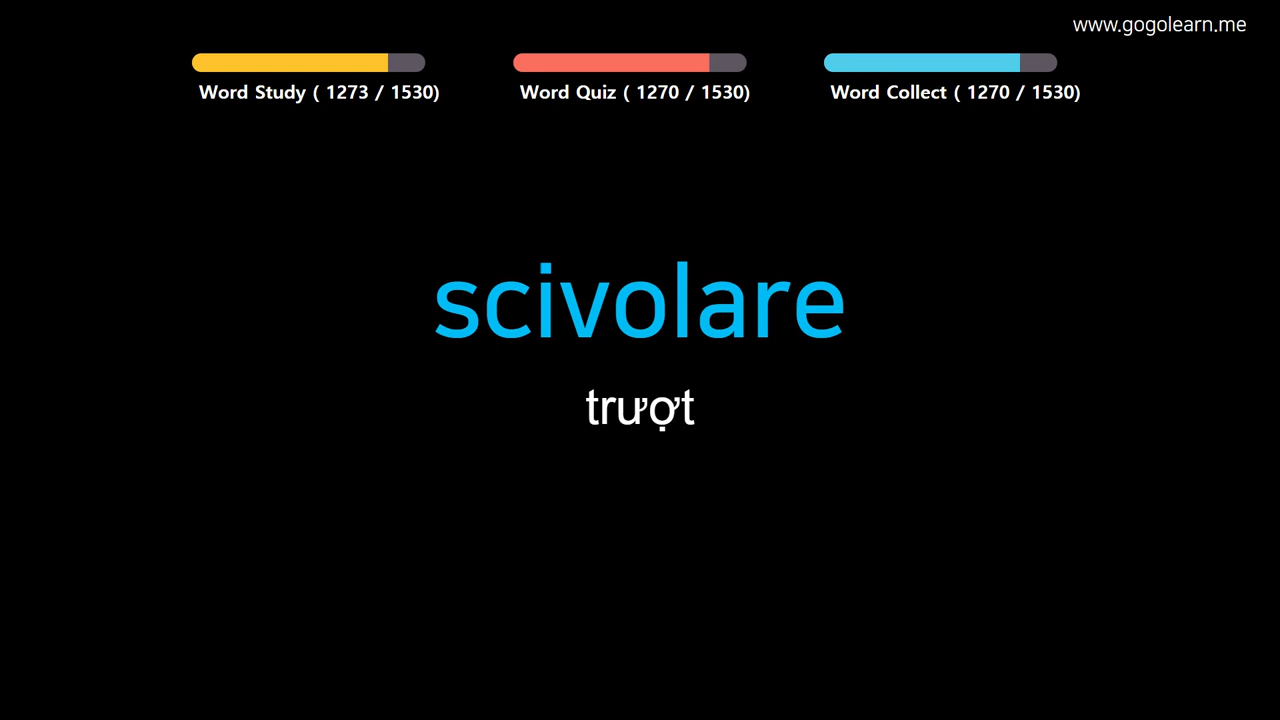 www.gogolearn.me
Word Study ( 1273 / 1530)
Word Quiz ( 1270 / 1530)
Word Collect ( 1270 / 1530)
scivolare
trượt